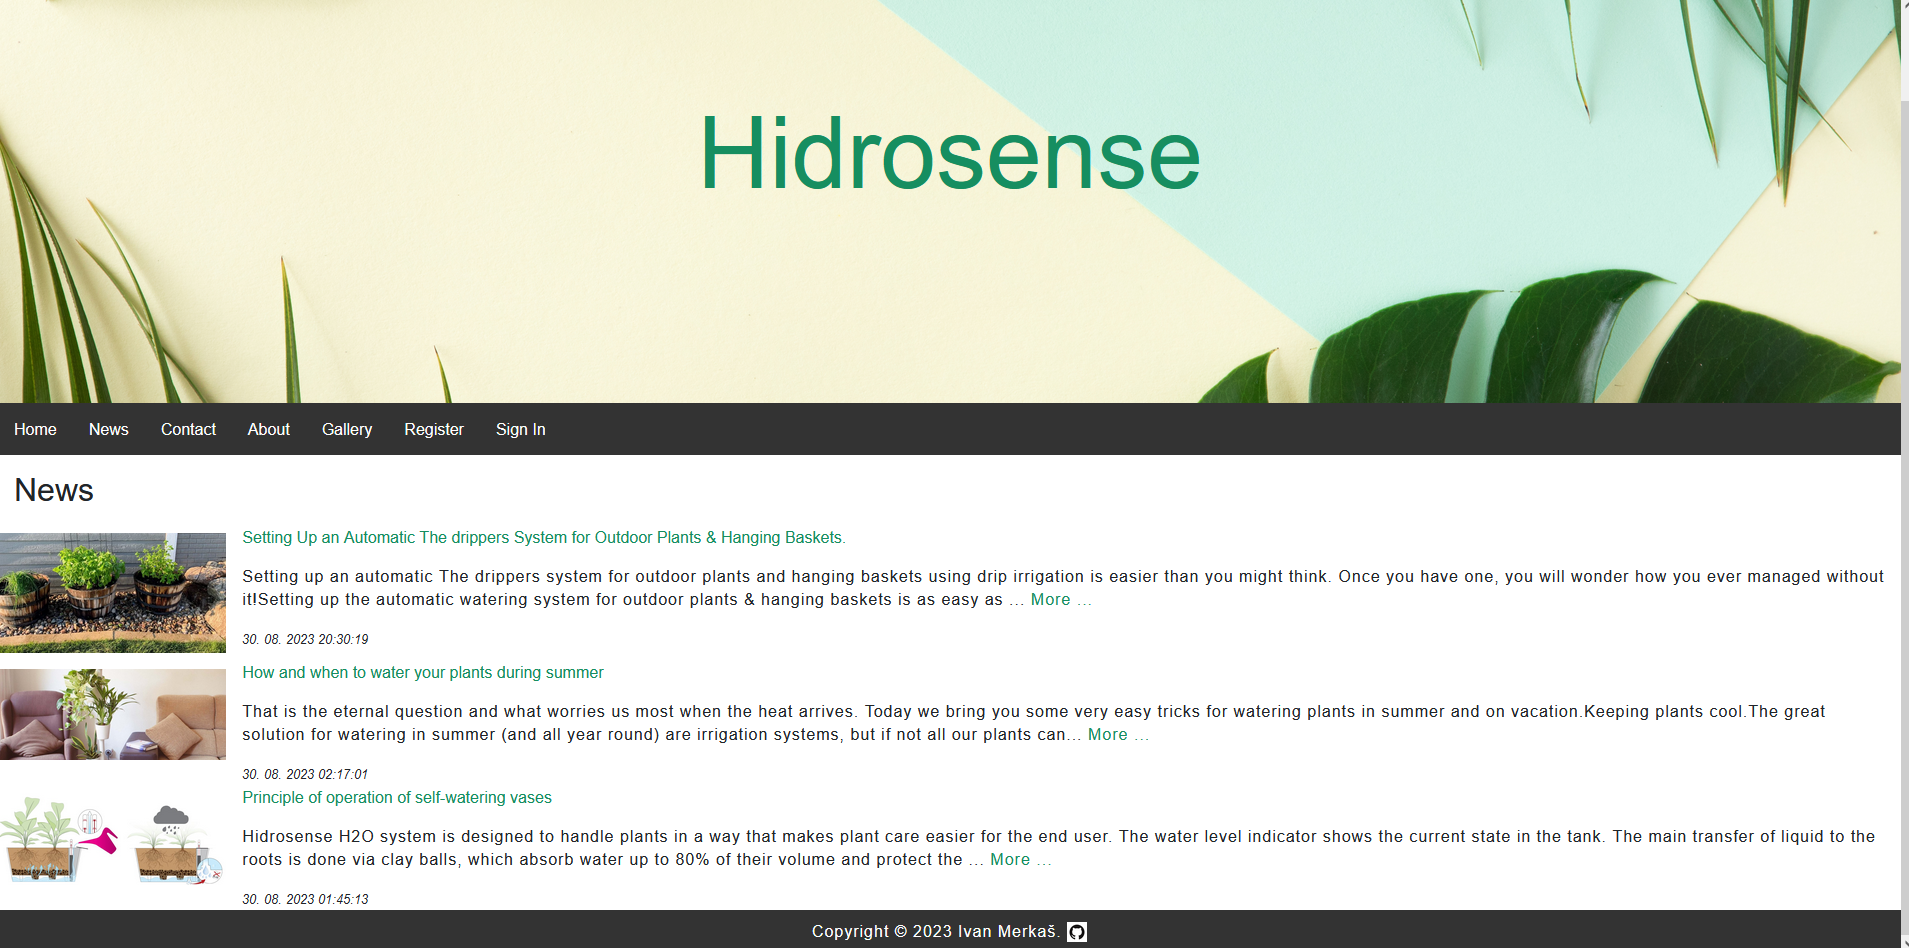 Hidrosense
Home News Contact About Gallery Register Sign In
News
Setting Up an Automatic The drippers System for Outdoor Plants & Hanging Baskets.
Setting up an automatic The drippers system for outdoor plants and hanging baskets using drip irrigation is easier than you might think. Once you have one, you will wonder how you ever managed without
it!Setting up the automatic watering system for outdoor plants & hanging baskets is as easy as ... More ...
30. 08. 2023 20:30:19
How and when to water your plants during summer
That is the eternal question and what worries us most when the heat arrives. Today we bring you some very easy tricks for watering plants in summer and on vacation.Keeping plants cool.The great
solution for watering in summer (and all year round) are irrigation systems, but if not all our plants can... More ...
30. 08. 2023 02:17:01
Principle of operation of self-watering vases
Hidrosense H2O system is designed to handle plants in a way that makes plant care easier for the end user. The water level indicator shows the current state in the tank. The main transfer of liquid to the
roots is done via clay balls, which absorb water up to 80% of their volume and protect the ... More ...
30. 08. 2023 01:45:13
Copyright © 2023 Ivan Merkaš.